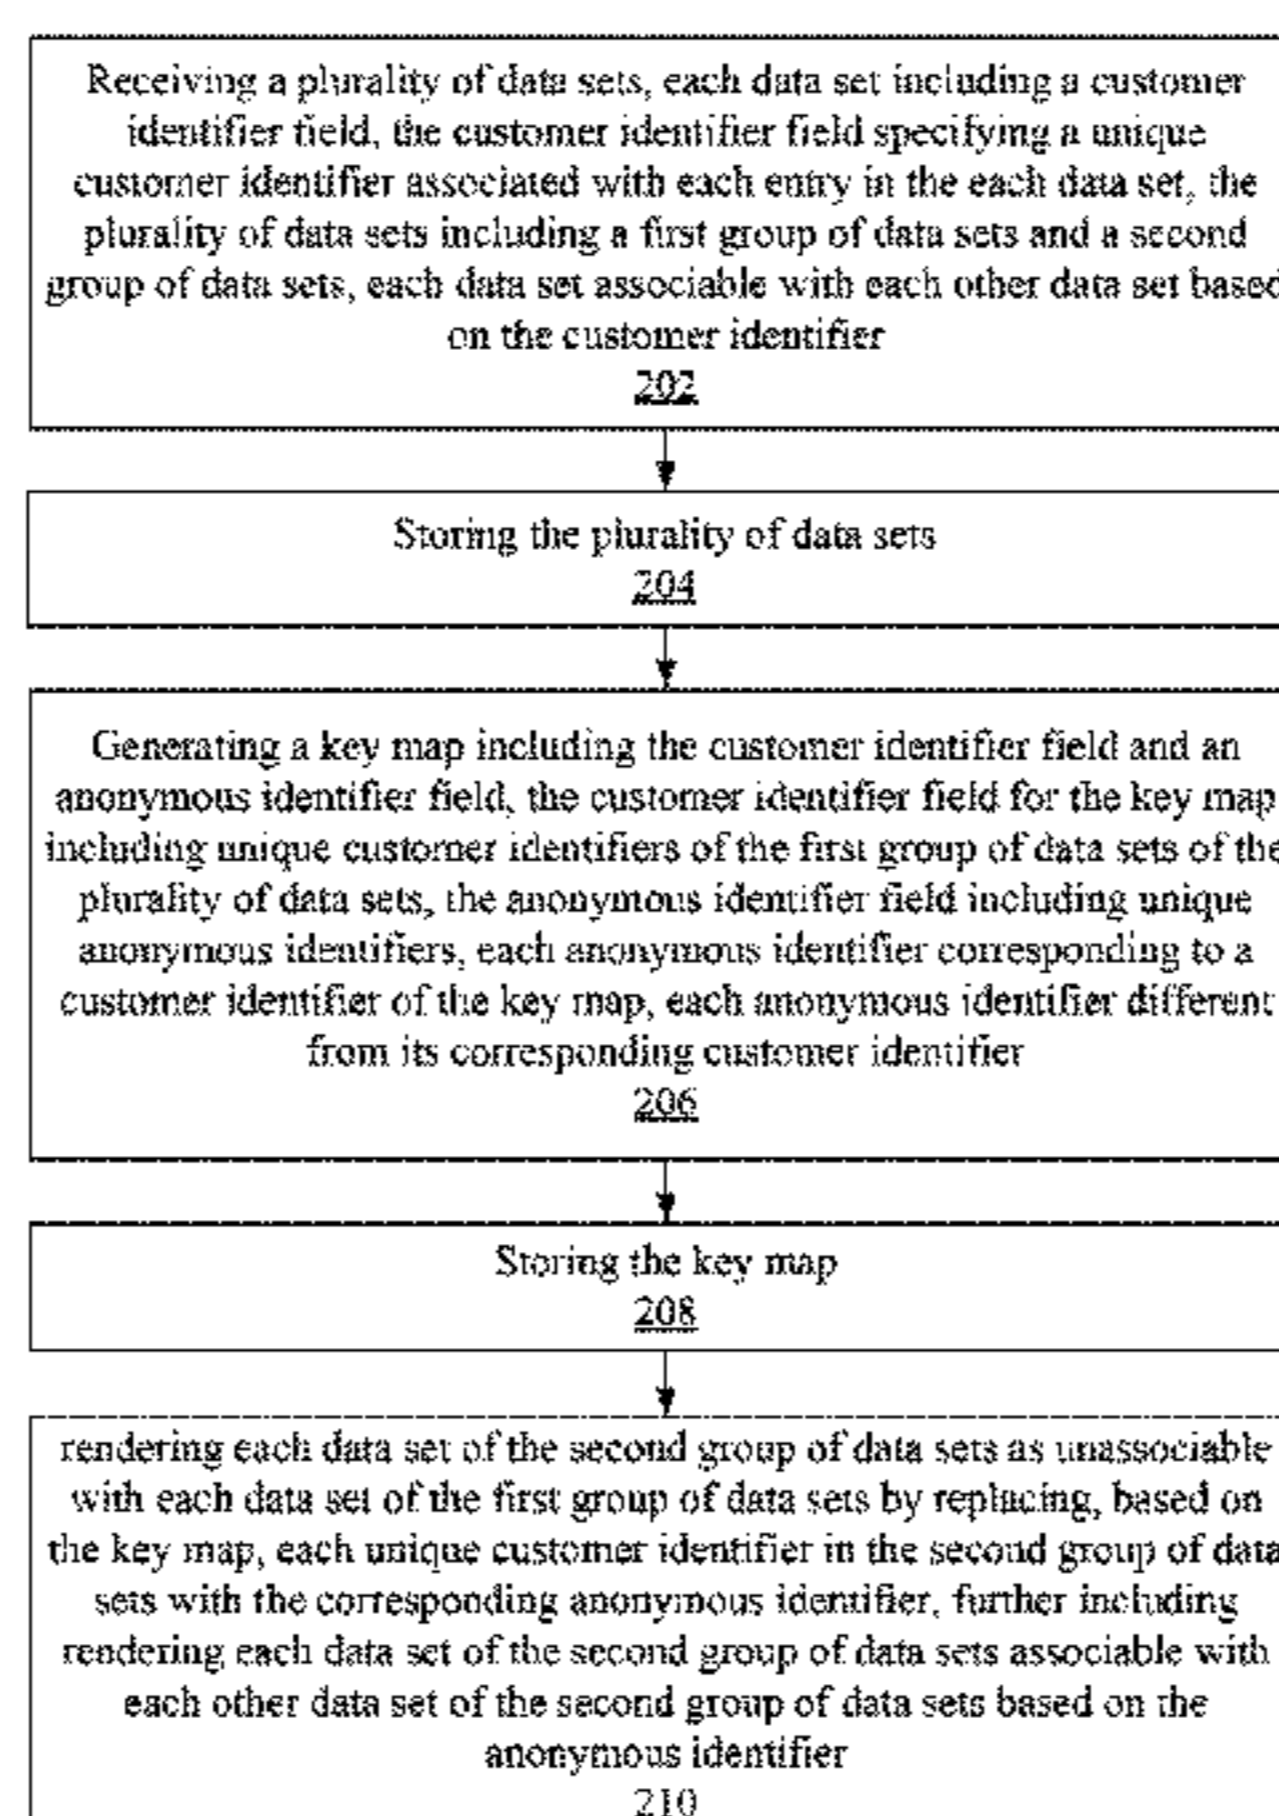 Receiving a plurality of data sets, each data set including a customer
identifier field, the customer identifier field specifying a unique
customer identifier associated with each entry in the each data set, the
plurality of data sets including a first group of data sets and a second
group of data sets, each data set associable with each other data set based
on the customer identifier
202
Storing the plurality of data sets
204
Generating a key map including the customer identifier field and an
anonymous identifier field, the customer identifier field for the key map
including unique customer identifiers of the first group of data sets of the
plurality of data sets, the anonymous identifier field including unique
anonymous identifiers, each anonymous identifier corresponding to a
customer identifier of the key map, each anonymous identifier different
from its corresponding customer identifier
206
Storing the key map
208
rendering each data set of the second group of data sets as unassociable
with each data set of the first group of data sets by replacing, based on
the key map, each unique customer identifier in the second group of data
sets with the corresponding anonymous identifier, further including
rendering each data set of the second group of data sets associable with
each other data set of the second group of data sets based on the
anonymous identifier
210